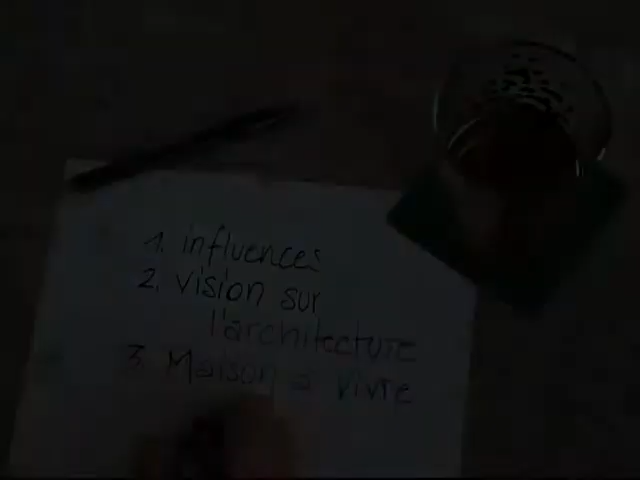 1. influences
2. vision sur
l'architecture
3. Maison à vivre